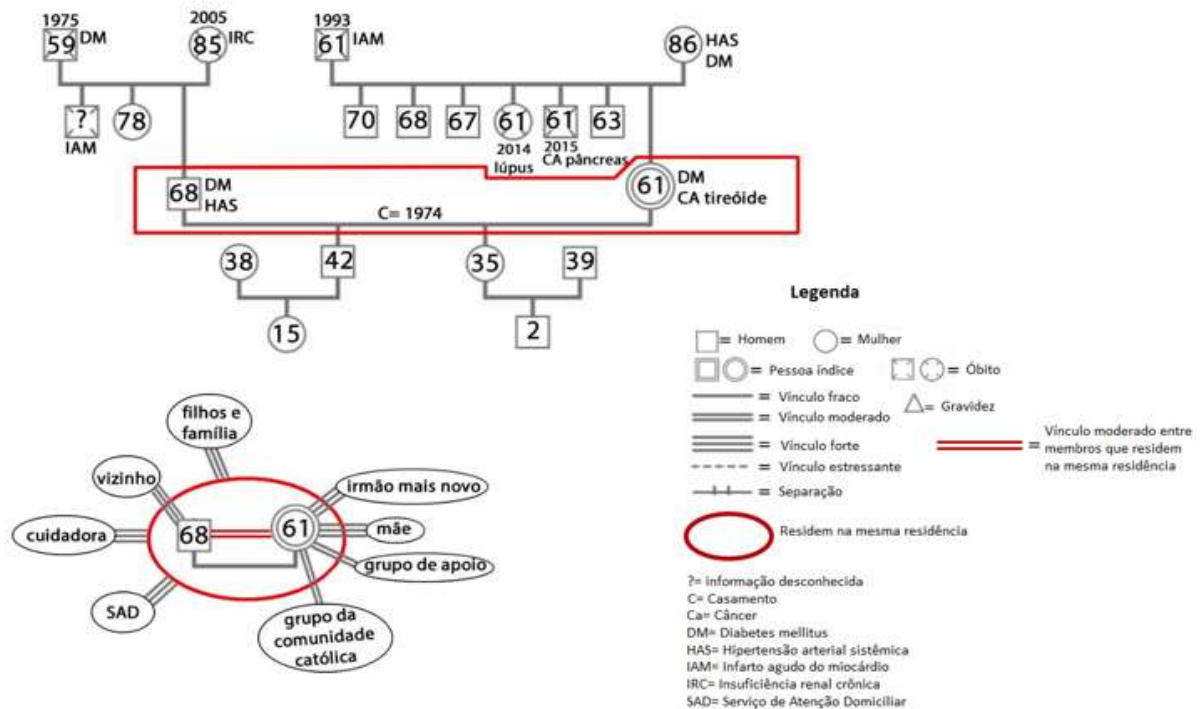 1975
59
DM
2005
85
IRC
1993
61
IAM
86
HAS
DM
?
IAM
78
70
68
67
61
2014
lúpus
61
2015
CA pâncreas
63
68
DM
HAS
C= 1974
61
DM
CA tireóide
38
42
35
39
15
2
filhos e
família
vizinho
cuidadora
SAD
68
61
irmão mais novo
mãe
grupo de apoio
grupo da
comunidade
católica
Legenda
= Homem
= Mulher
= Pessoa índice
= Óbito
= Vínculo fraco
= Gravidez
= Vínculo moderado
= Vínculo forte
= Vínculo moderado entre
membros que residem
na mesma residência
= Vínculo estressante
= Separação
Residem na mesma residência
?= informação desconhecida
C= Casamento
Ca= Câncer
DM= Diabetes mellitus
HAS= Hipertensão arterial sistêmica
IAM= Infarto agudo do miocárdio
IRC= Insuficiência renal crônica
SAD= Serviço de Atenção Domiciliar